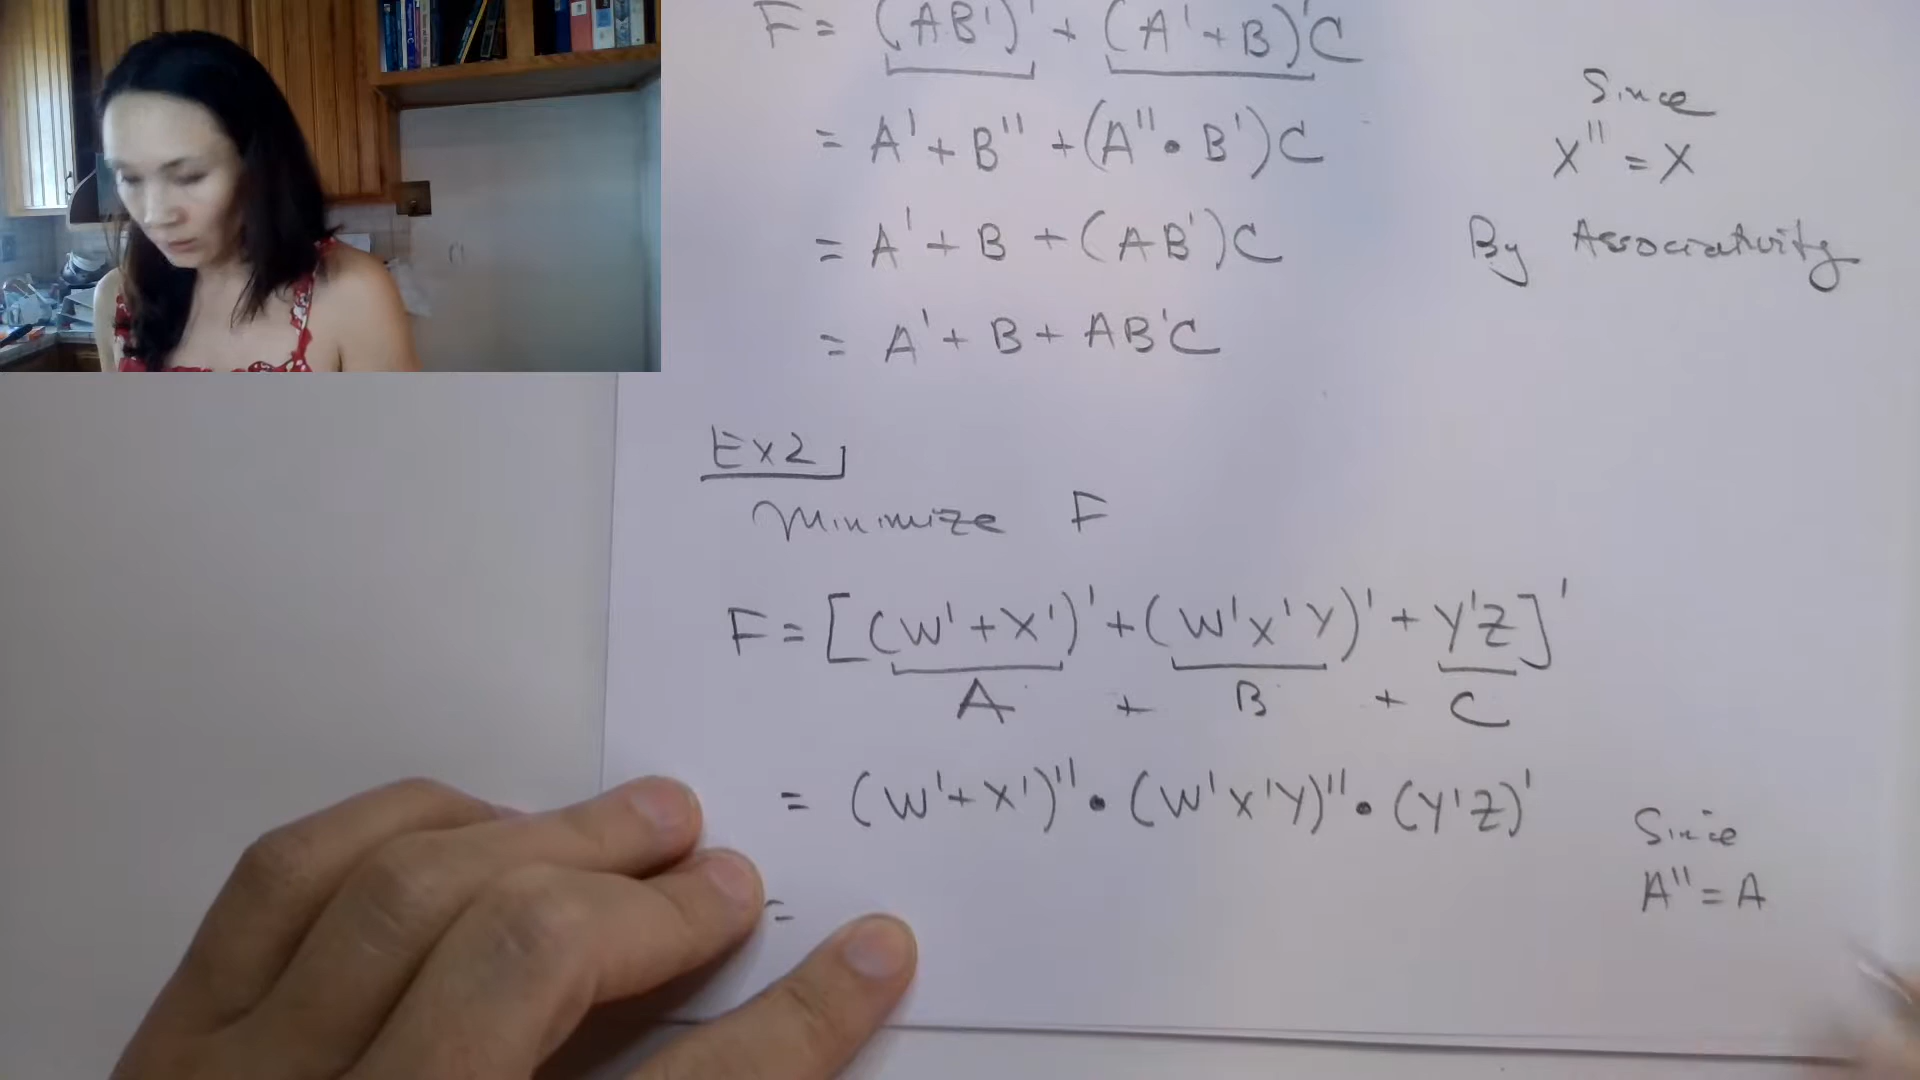 F = (AB')' + (A' + B)'C
= A' + B'' + (A'' • B')C
Since
X'' = X
= A' + B + (AB')C
By Associativity
= A' + B + AB'C
Ex2
Minimize F
F = [(W' + X')' + (W'X'Y)' + Y'Z]'
A + B + C
= (W' + X')'' • (W'X'Y)'' • (Y'Z)'
Since
A'' = A
=